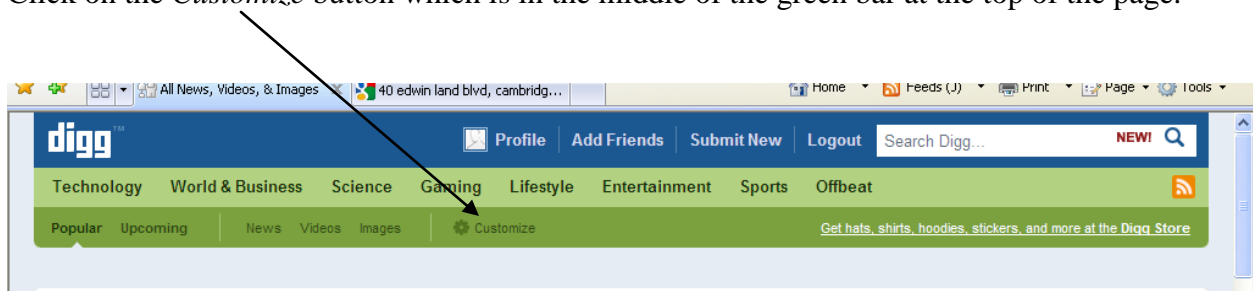 Click on the Customize button which is in the middle of the green bar at the top of the page.
All News, Videos, & Images 40 edwin land blvd, cambridg... Home Feeds (J) Print Page Tools
digg™ Profile Add Friends Submit New Logout Search Digg... NEW!
Technology World & Business Science Gaming Lifestyle Entertainment Sports Offbeat
Popular Upcoming News Videos Images Customize Get hats, shirts, hoodies, stickers, and more at the Digg Store